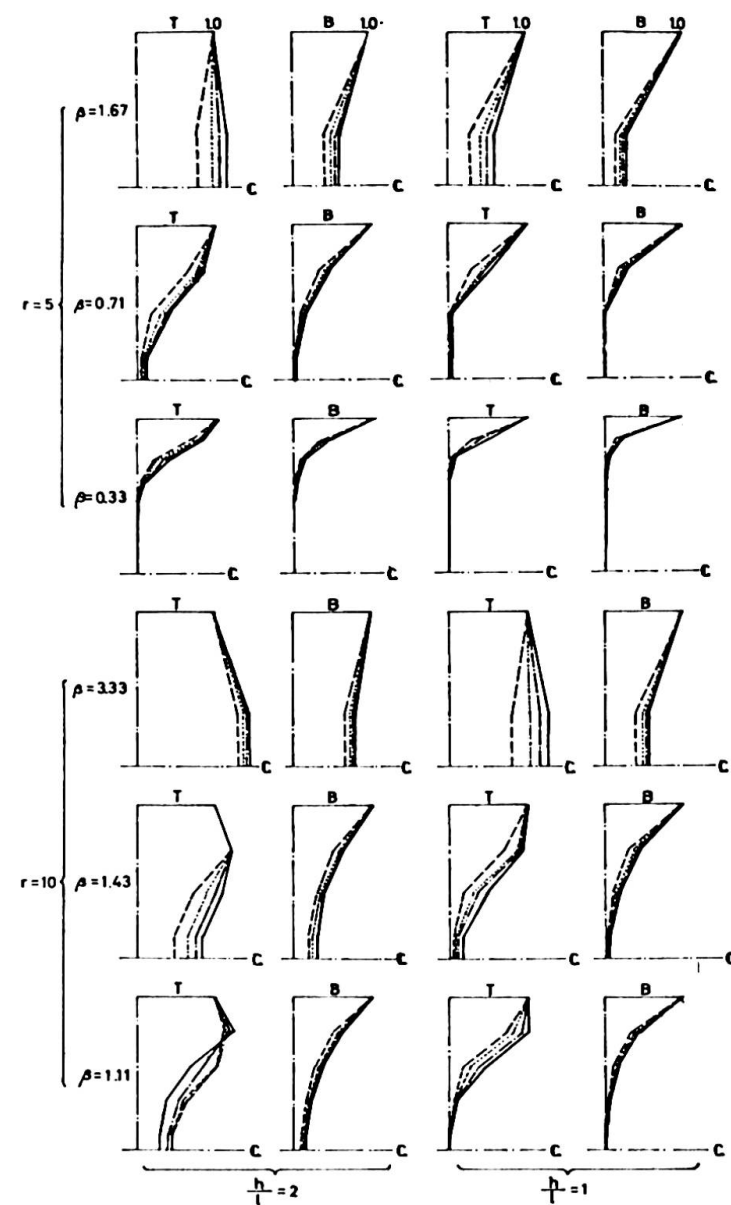 T 1.0 B 1.0 T 1.0 B 1.0
β=1.67
C C C C
T B T B
r=5 β=0.71
C C C C
T B T B
β=0.33
C C C C
T B T B
β=3.33
C C C C
T B T B
r=10 β=1.43
C C C C
T B T B
β=1.11
C C C C
h/l=2 h/l=1